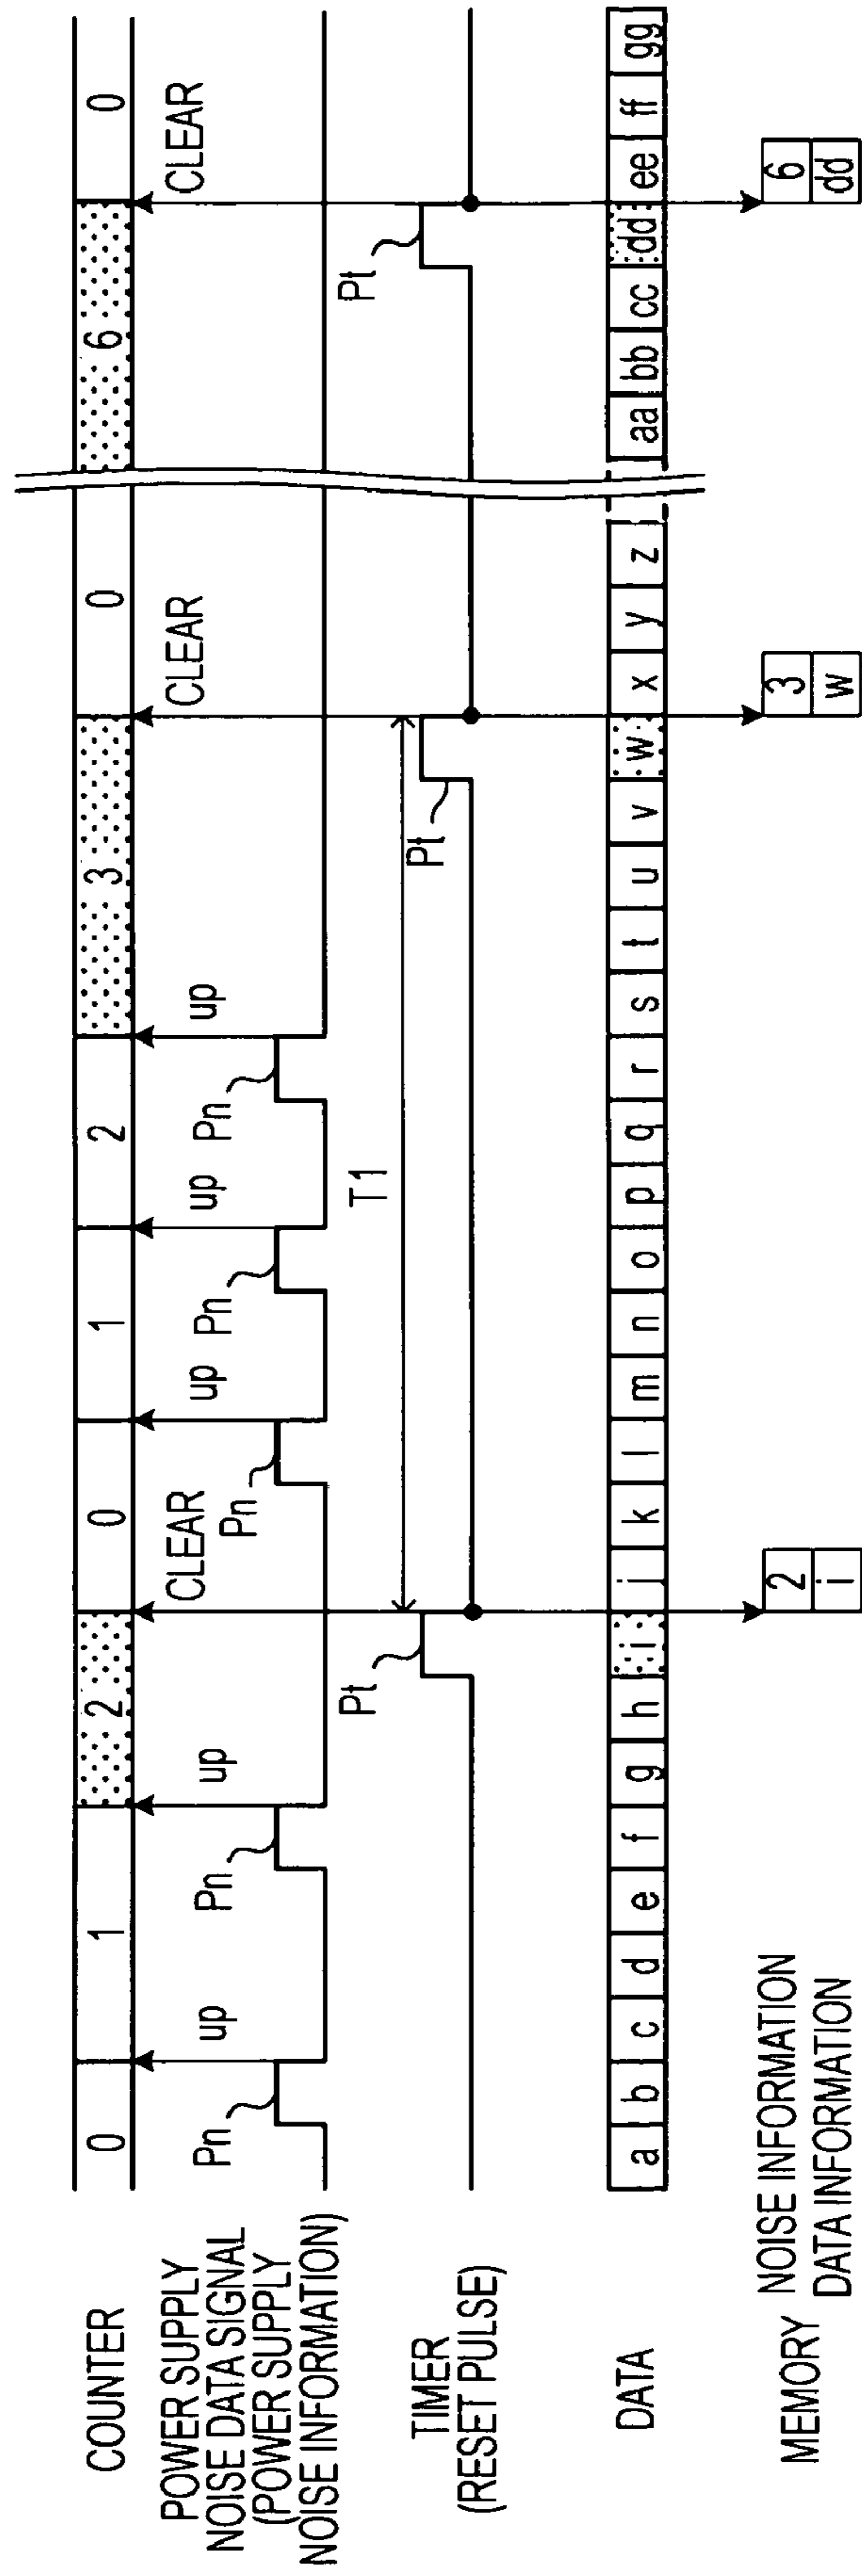 COUNTER
0
1
2
0
1
2
3
0
6
0
POWER SUPPLY
NOISE DATA SIGNAL
(POWER SUPPLY
NOISE INFORMATION)
Pn
up
Pn
up
CLEAR
Pn
up
Pn
up
Pn
up
CLEAR
CLEAR
TIMER
(RESET PULSE)
Pt
T1
Pt
Pt
DATA
a b c d e f g h i j k l m n o p q r s t u v w x y z aa bb cc dd ee ff gg
MEMORY
NOISE INFORMATION
2
3
6
DATA INFORMATION
i
w
dd